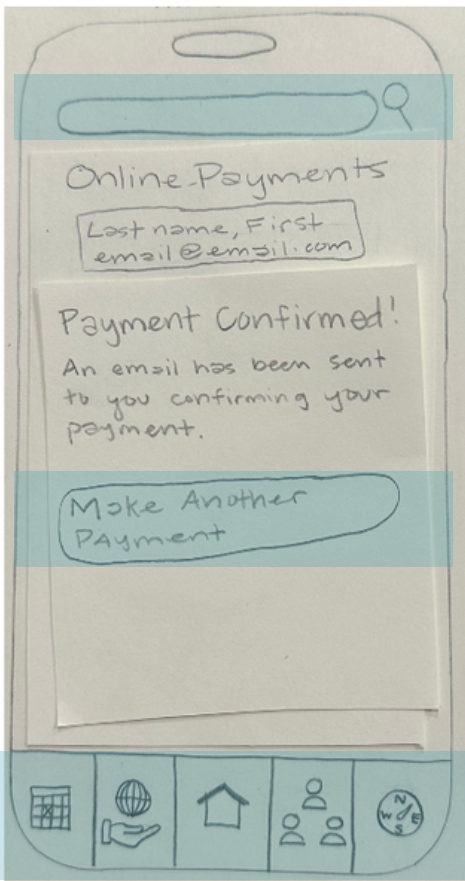 Online Payments
Last name, First
email@email.com
Payment Confirmed!
An email has been sent
to you confirming your
payment.
Make Another
Payment
N
W E
S